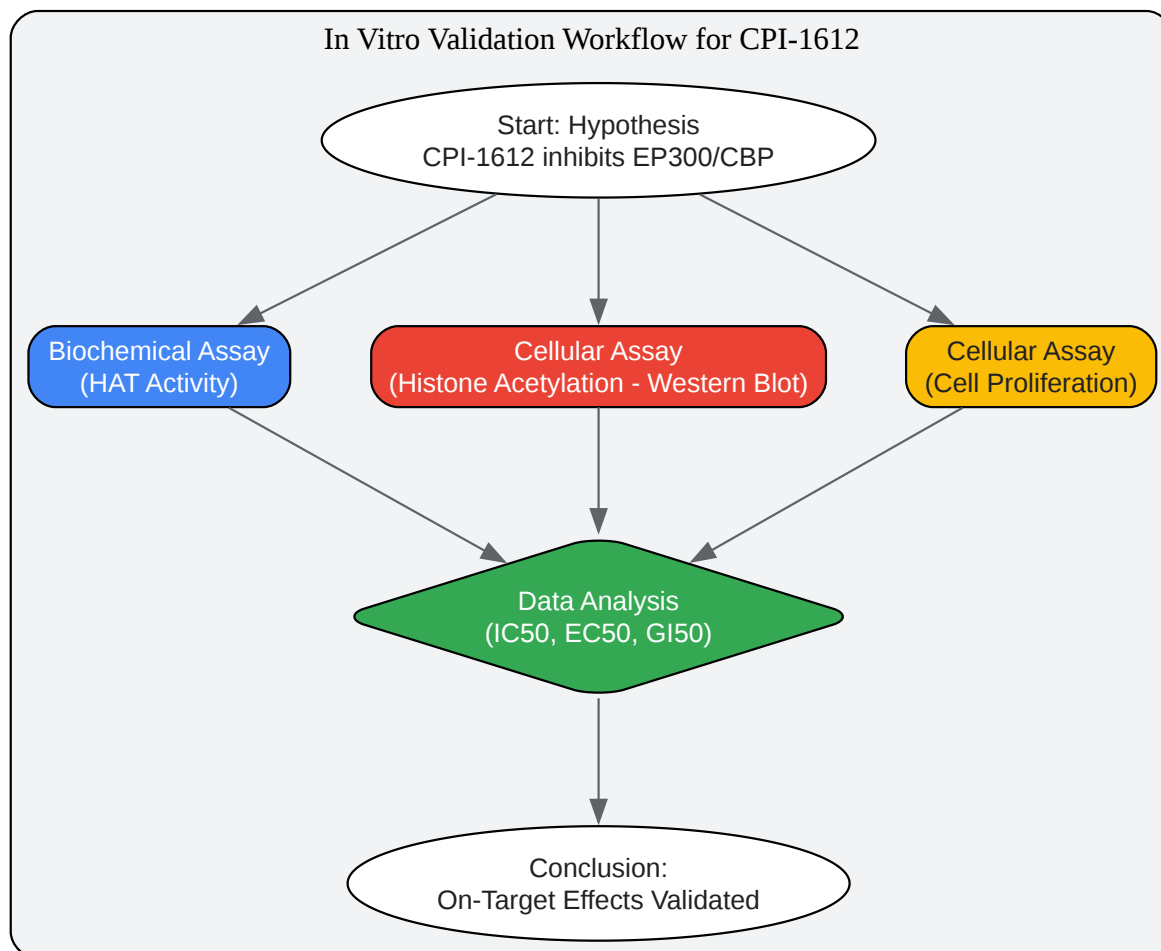 In Vitro Validation Workflow for CPI-1612
Start: Hypothesis
CPI-1612 inhibits EP300/CBP
Biochemical Assay
(HAT Activity)
Cellular Assay
(Histone Acetylation - Western Blot)
Cellular Assay
(Cell Proliferation)
Data Analysis
(IC50, EC50, GI50)
Conclusion:
On-Target Effects Validated